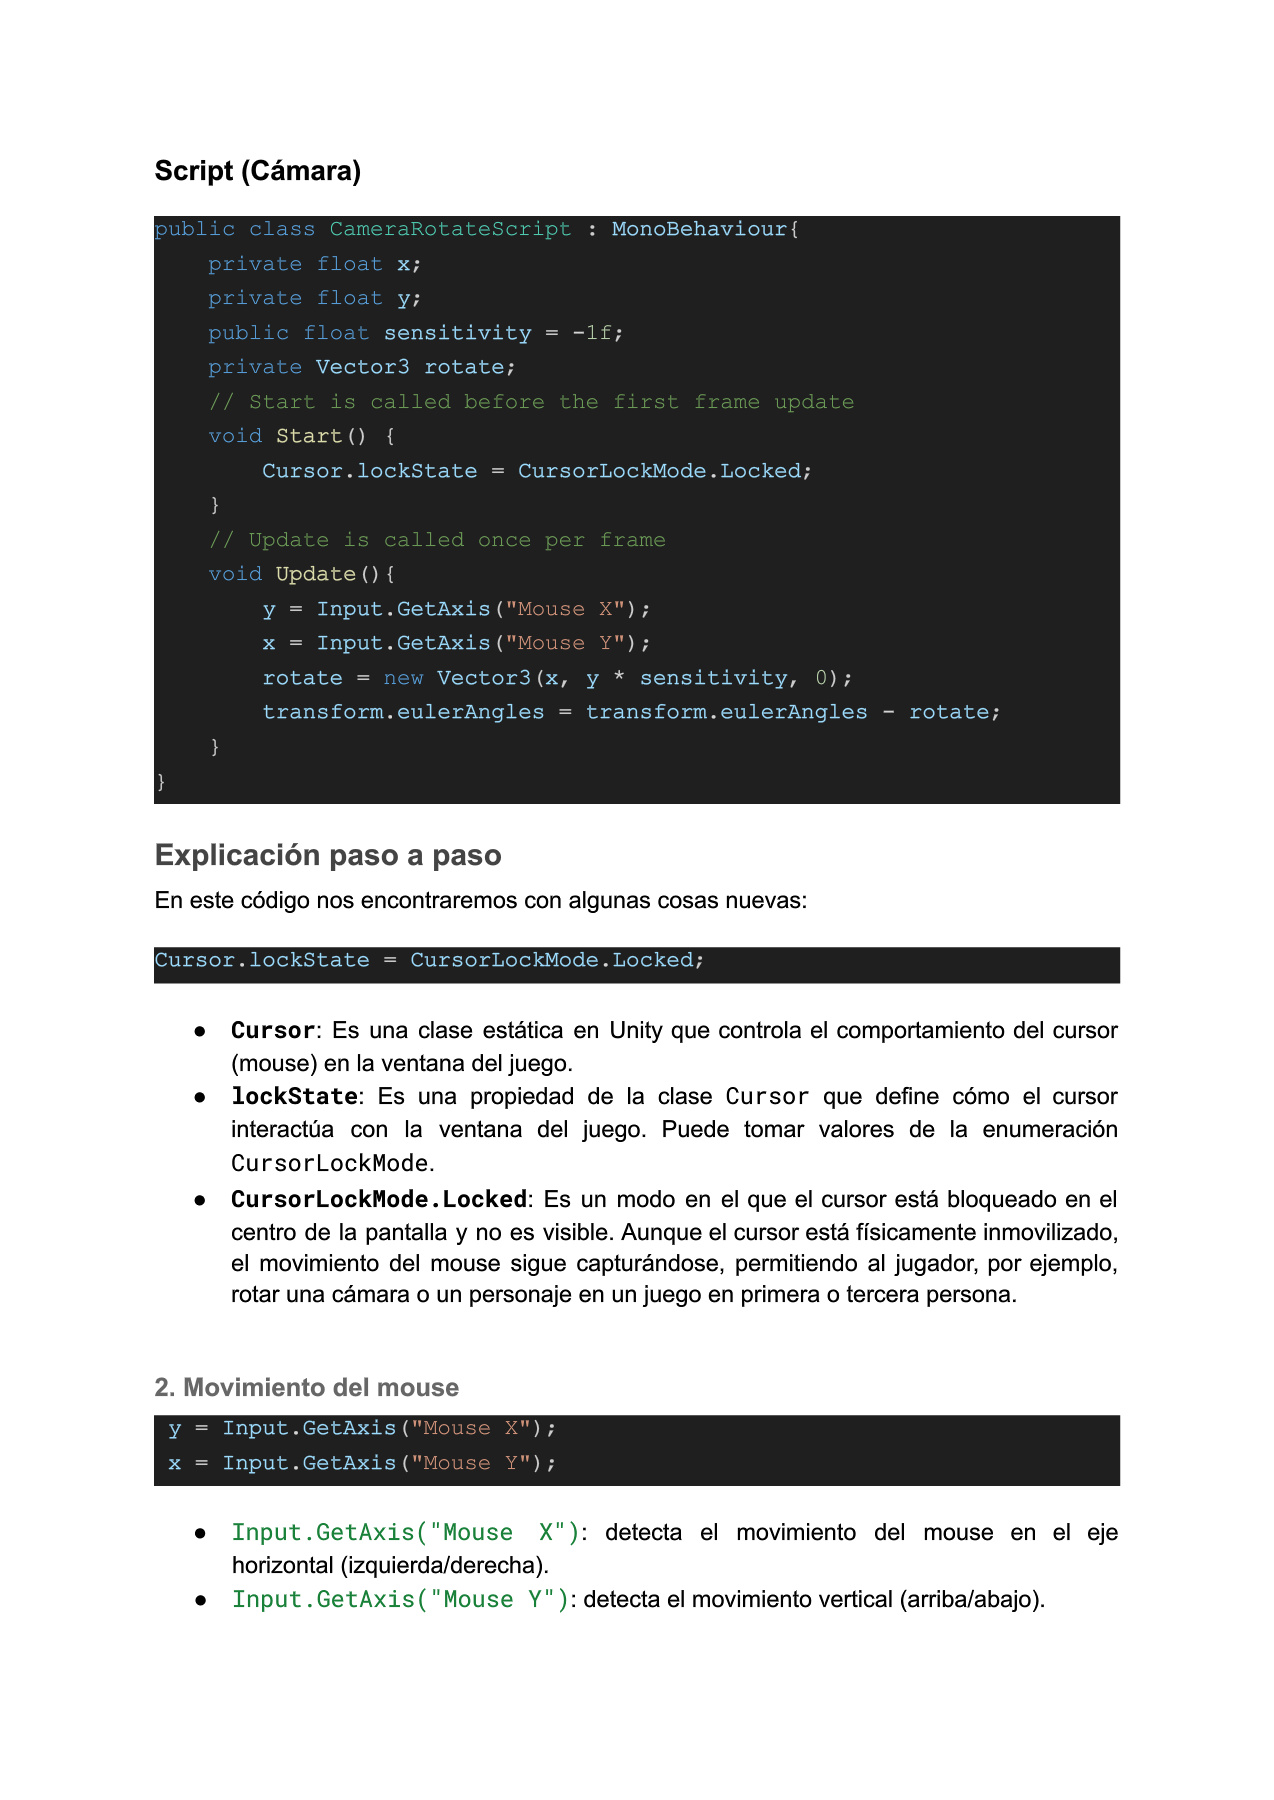 Script (Cámara)
public class CameraRotateScript : MonoBehaviour{
    private float x;
    private float y;
    public float sensitivity = -1f;
    private Vector3 rotate;
    // Start is called before the first frame update
    void Start() {
        Cursor.lockState = CursorLockMode.Locked;
    }
    // Update is called once per frame
    void Update(){
        y = Input.GetAxis("Mouse X");
        x = Input.GetAxis("Mouse Y");
        rotate = new Vector3(x, y * sensitivity, 0);
        transform.eulerAngles = transform.eulerAngles - rotate;
    }
}
Explicación paso a paso
En este código nos encontraremos con algunas cosas nuevas:
Cursor.lockState = CursorLockMode.Locked;
● Cursor: Es una clase estática en Unity que controla el comportamiento del cursor
(mouse) en la ventana del juego.
● lockState: Es una propiedad de la clase Cursor que define cómo el cursor
interactúa con la ventana del juego. Puede tomar valores de la enumeración
CursorLockMode.
● CursorLockMode.Locked: Es un modo en el que el cursor está bloqueado en el
centro de la pantalla y no es visible. Aunque el cursor está físicamente inmovilizado,
el movimiento del mouse sigue capturándose, permitiendo al jugador, por ejemplo,
rotar una cámara o un personaje en un juego en primera o tercera persona.
2. Movimiento del mouse
y = Input.GetAxis("Mouse X");
x = Input.GetAxis("Mouse Y");
● Input.GetAxis("Mouse X"): detecta el movimiento del mouse en el eje
horizontal (izquierda/derecha).
● Input.GetAxis("Mouse Y"): detecta el movimiento vertical (arriba/abajo).